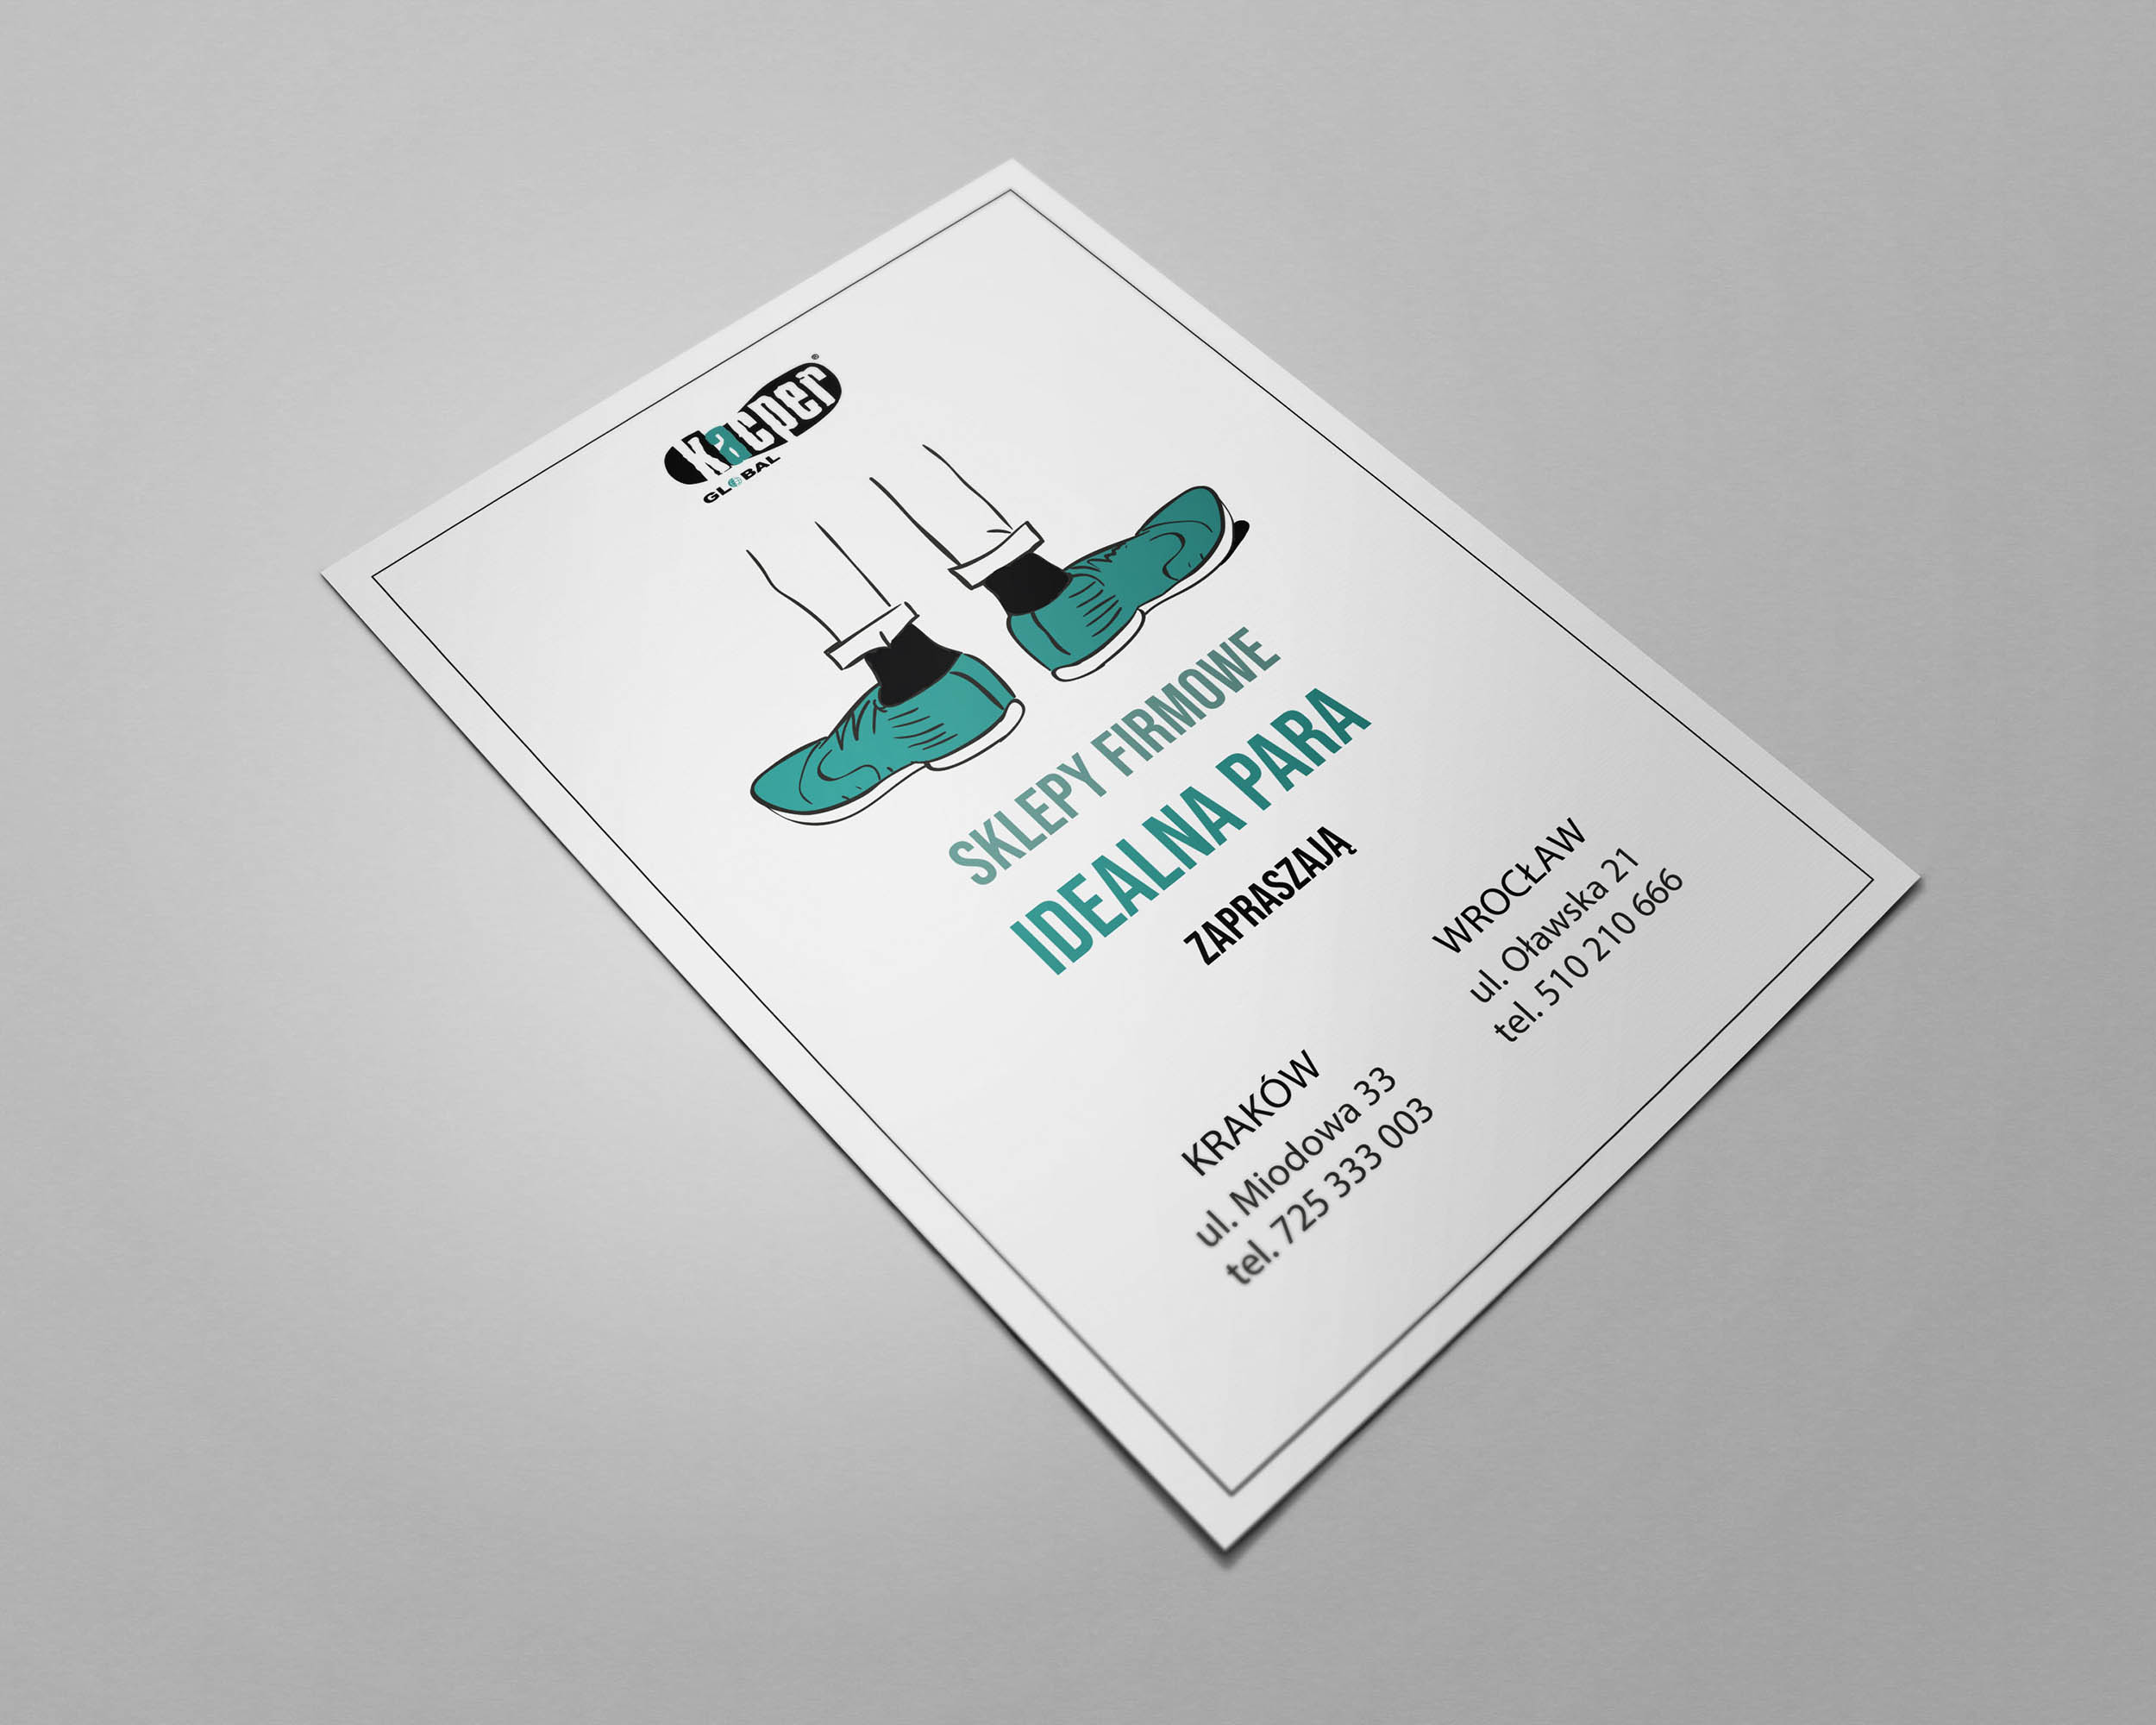 kacper®
GLOBAL
SKLEPY FIRMOWE
IDEALNA PARA
ZAPRASZAJĄ
KRAKÓW
ul. Miodowa 33
tel. 725 333 003
WROCŁAW
ul. Oławska 21
tel. 510 210 666